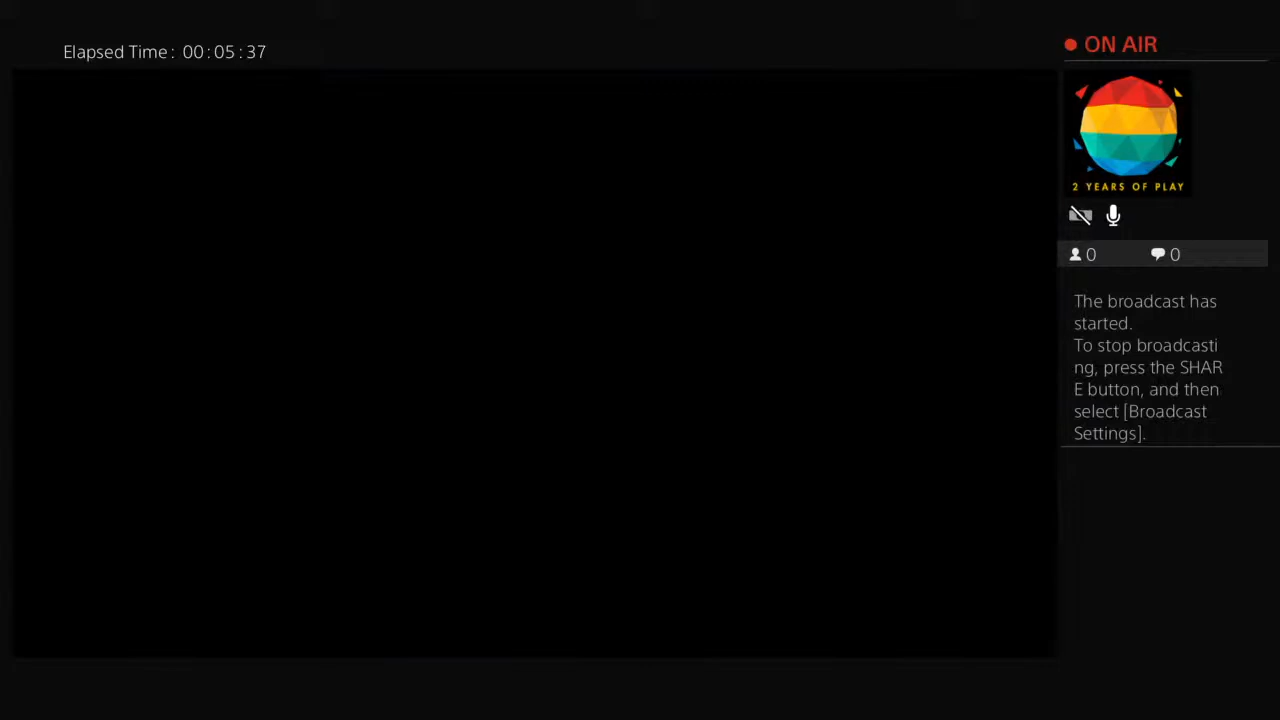 Elapsed Time: 00:05:37
ON AIR
2 YEARS OF PLAY
0 0
The broadcast has
started.
To stop broadcasti
ng, press the SHAR
E button, and then
select [Broadcast
Settings].